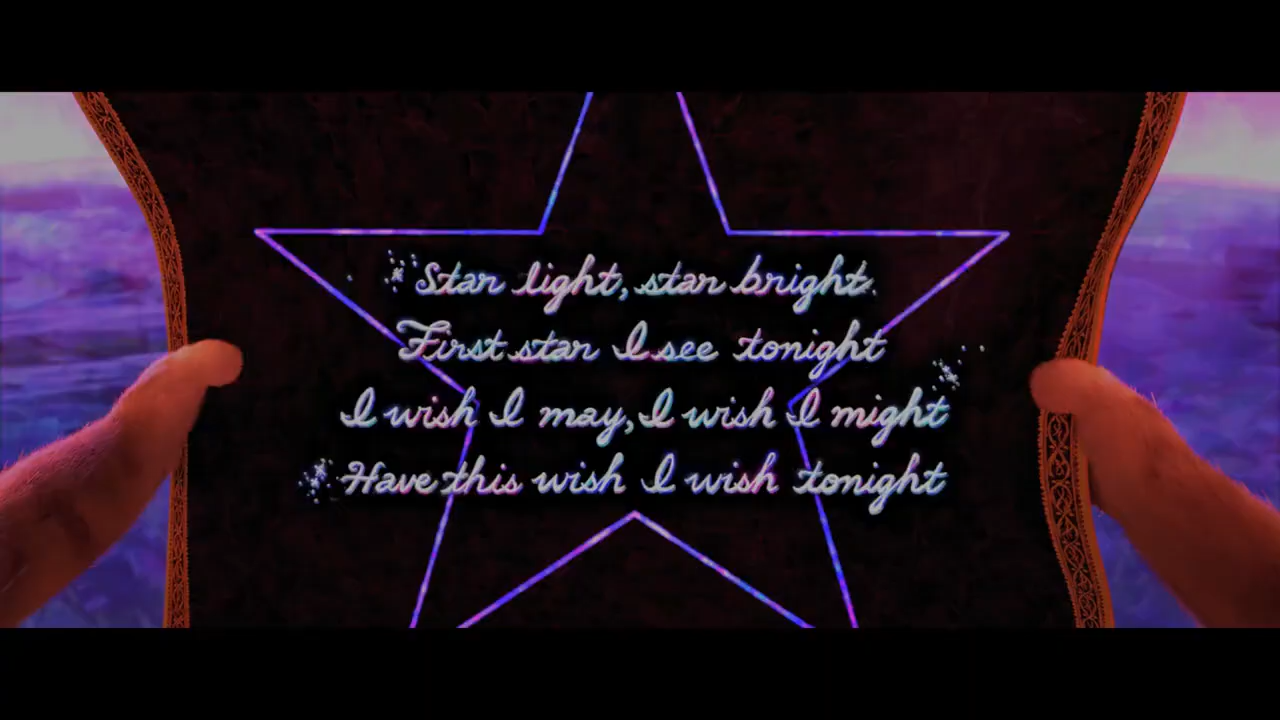 Star light, star bright.
First star I see tonight
I wish I may, I wish I might
Have this wish I wish tonight